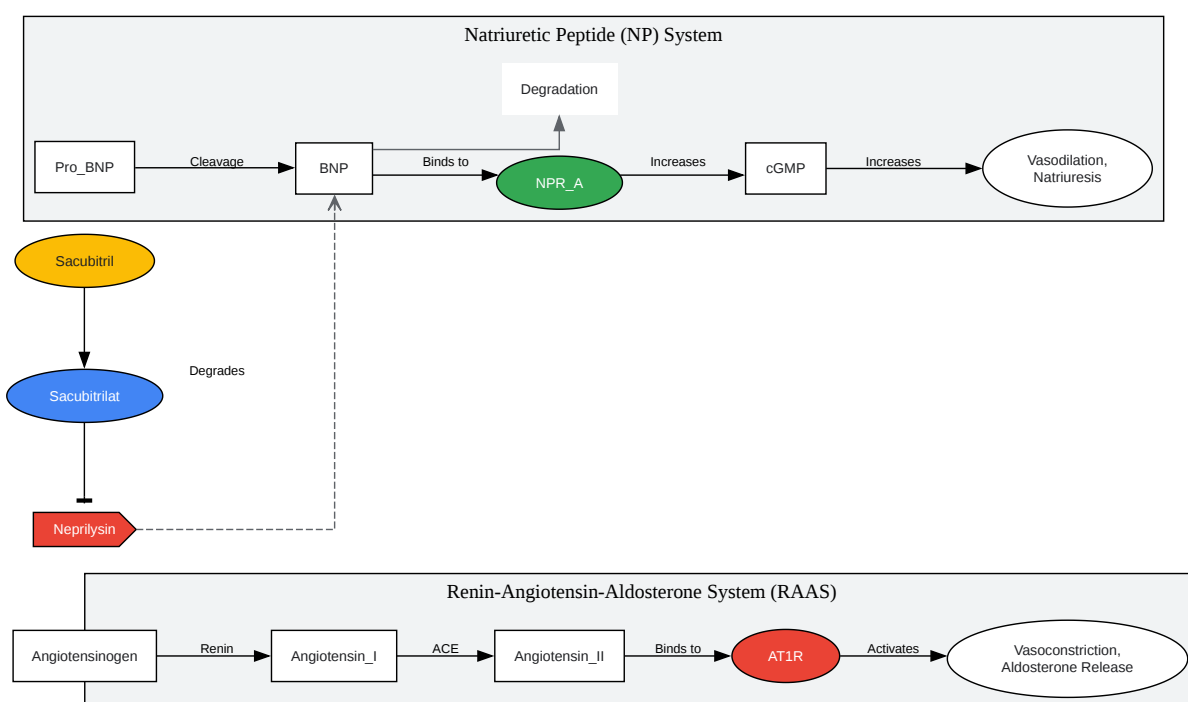 Natriuretic Peptide (NP) System
Degradation
Pro_BNP
Cleavage
BNP
Binds to
NPR_A
Increases
cGMP
Increases
Vasodilation,
Natriuresis
Sacubitril
Sacubitrilat
Degrades
Neprilysin
Renin-Angiotensin-Aldosterone System (RAAS)
Angiotensinogen
Renin
Angiotensin_I
ACE
Angiotensin_II
Binds to
AT1R
Activates
Vasoconstriction,
Aldosterone Release